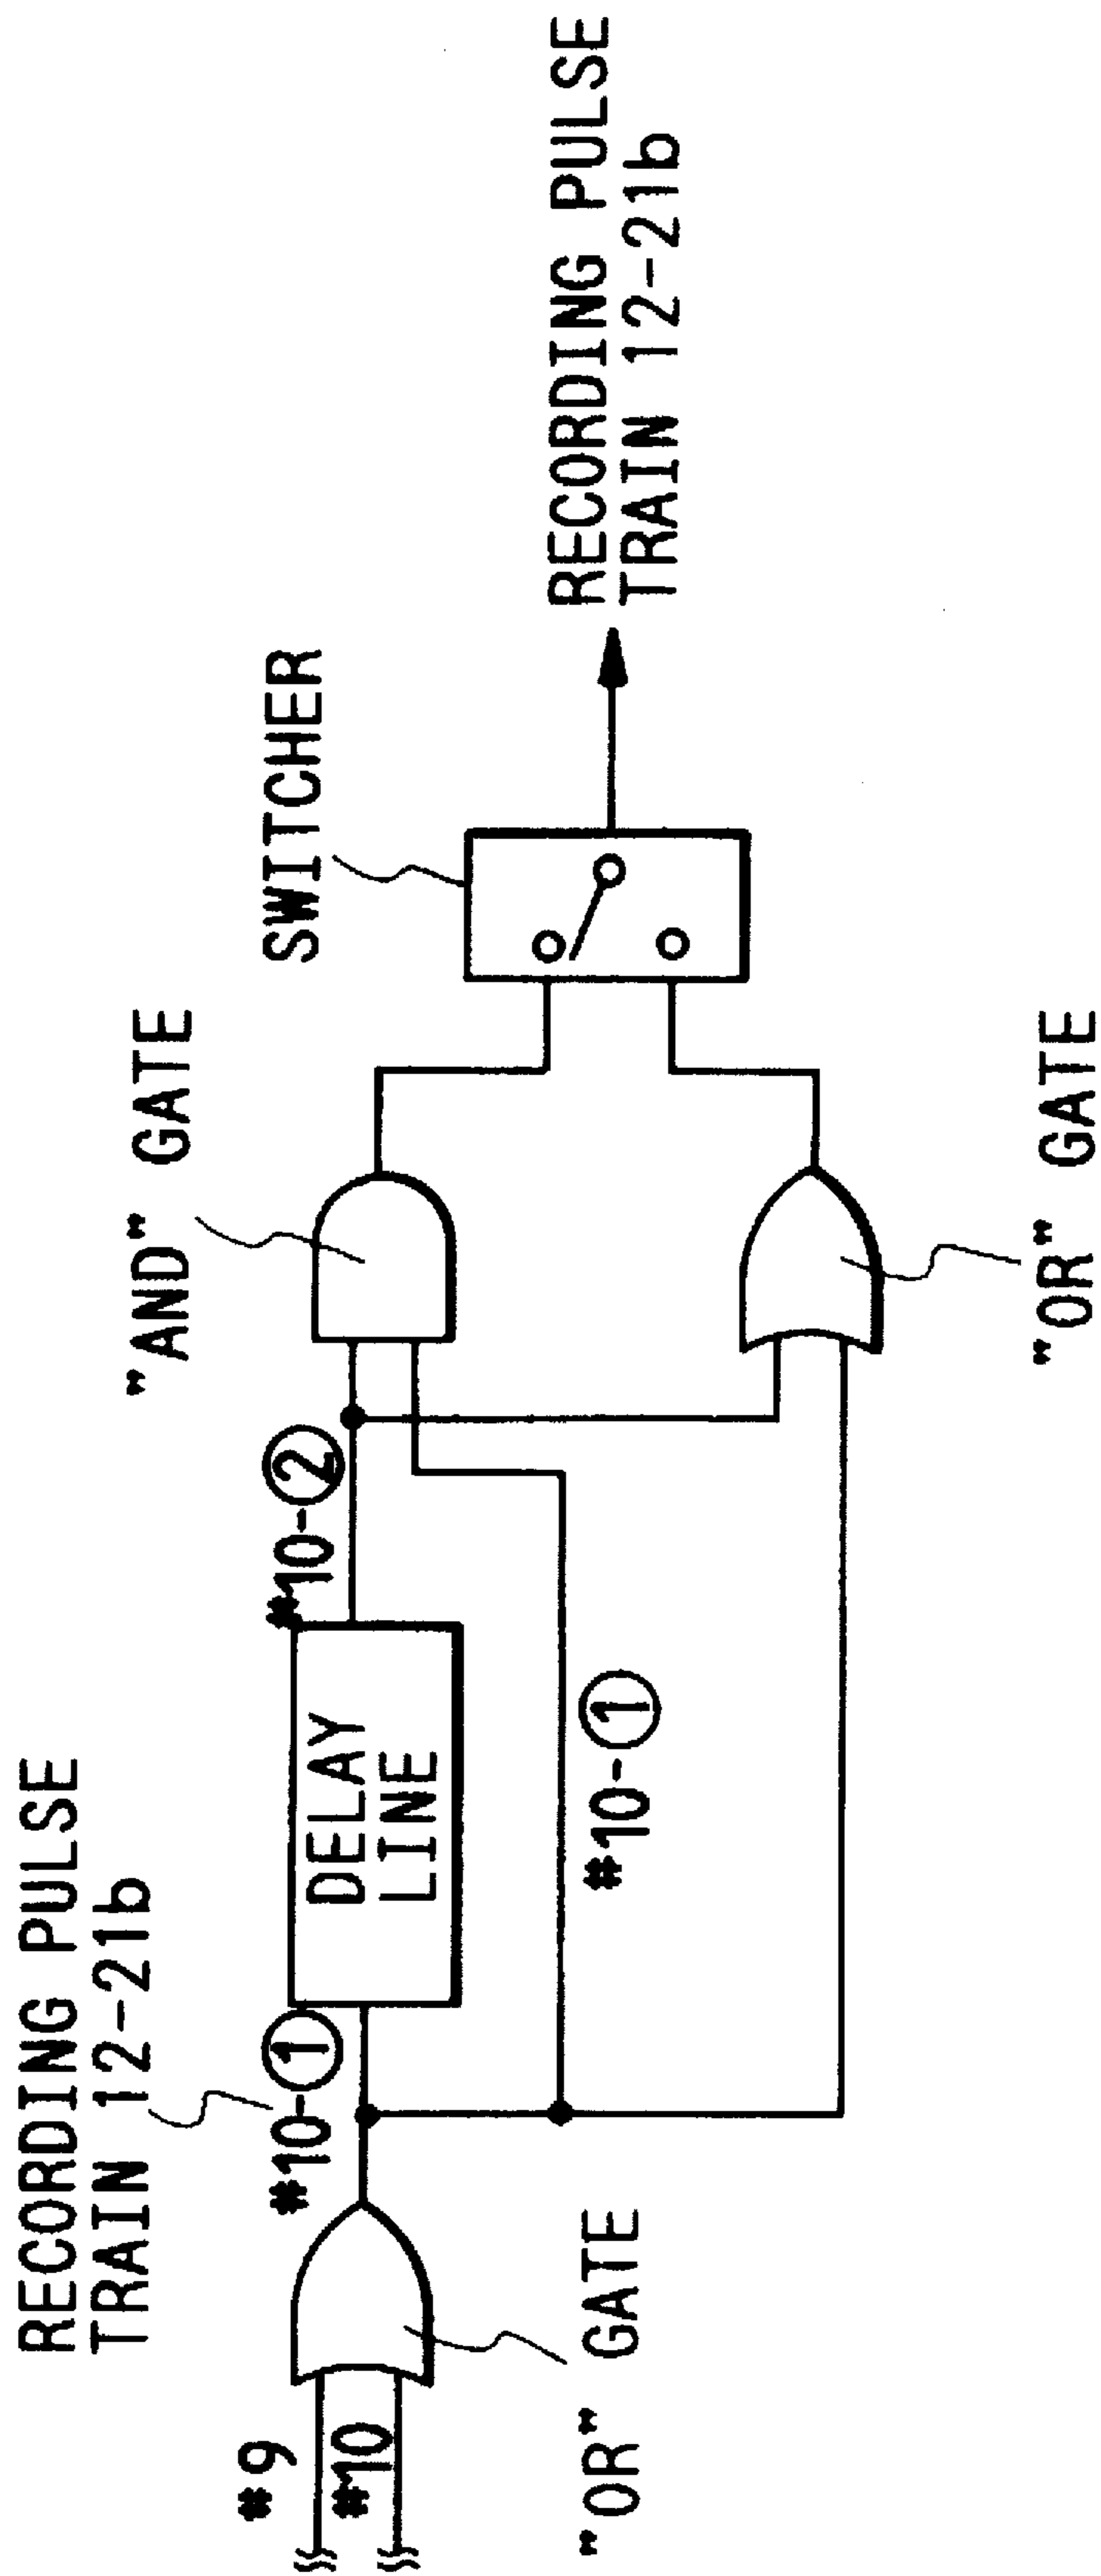 RECORDING PULSE
TRAIN 12-21b
#9
#10
"OR" GATE
#10-①
DELAY
LINE
#10-②
#10-①
"AND" GATE
"OR" GATE
SWITCHER
RECORDING PULSE
TRAIN 12-21b